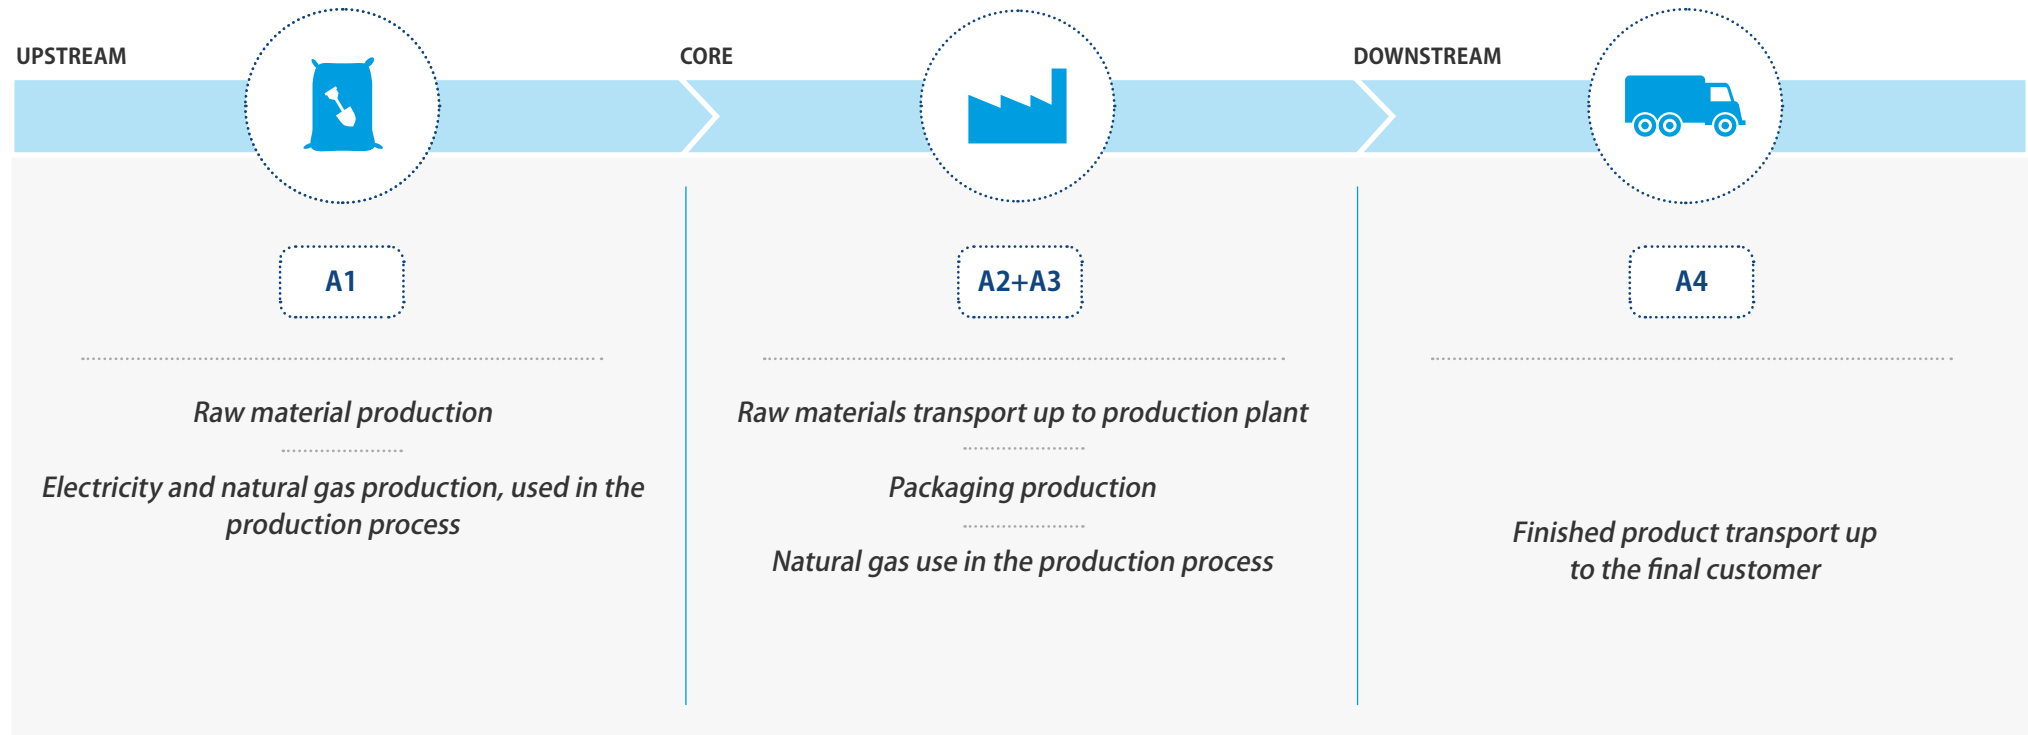 UPSTREAM
CORE
DOWNSTREAM
A1
A2+A3
A4
Raw material production
Electricity and natural gas production, used in the
production process
Raw materials transport up to production plant
Packaging production
Natural gas use in the production process
Finished product transport up
to the final customer